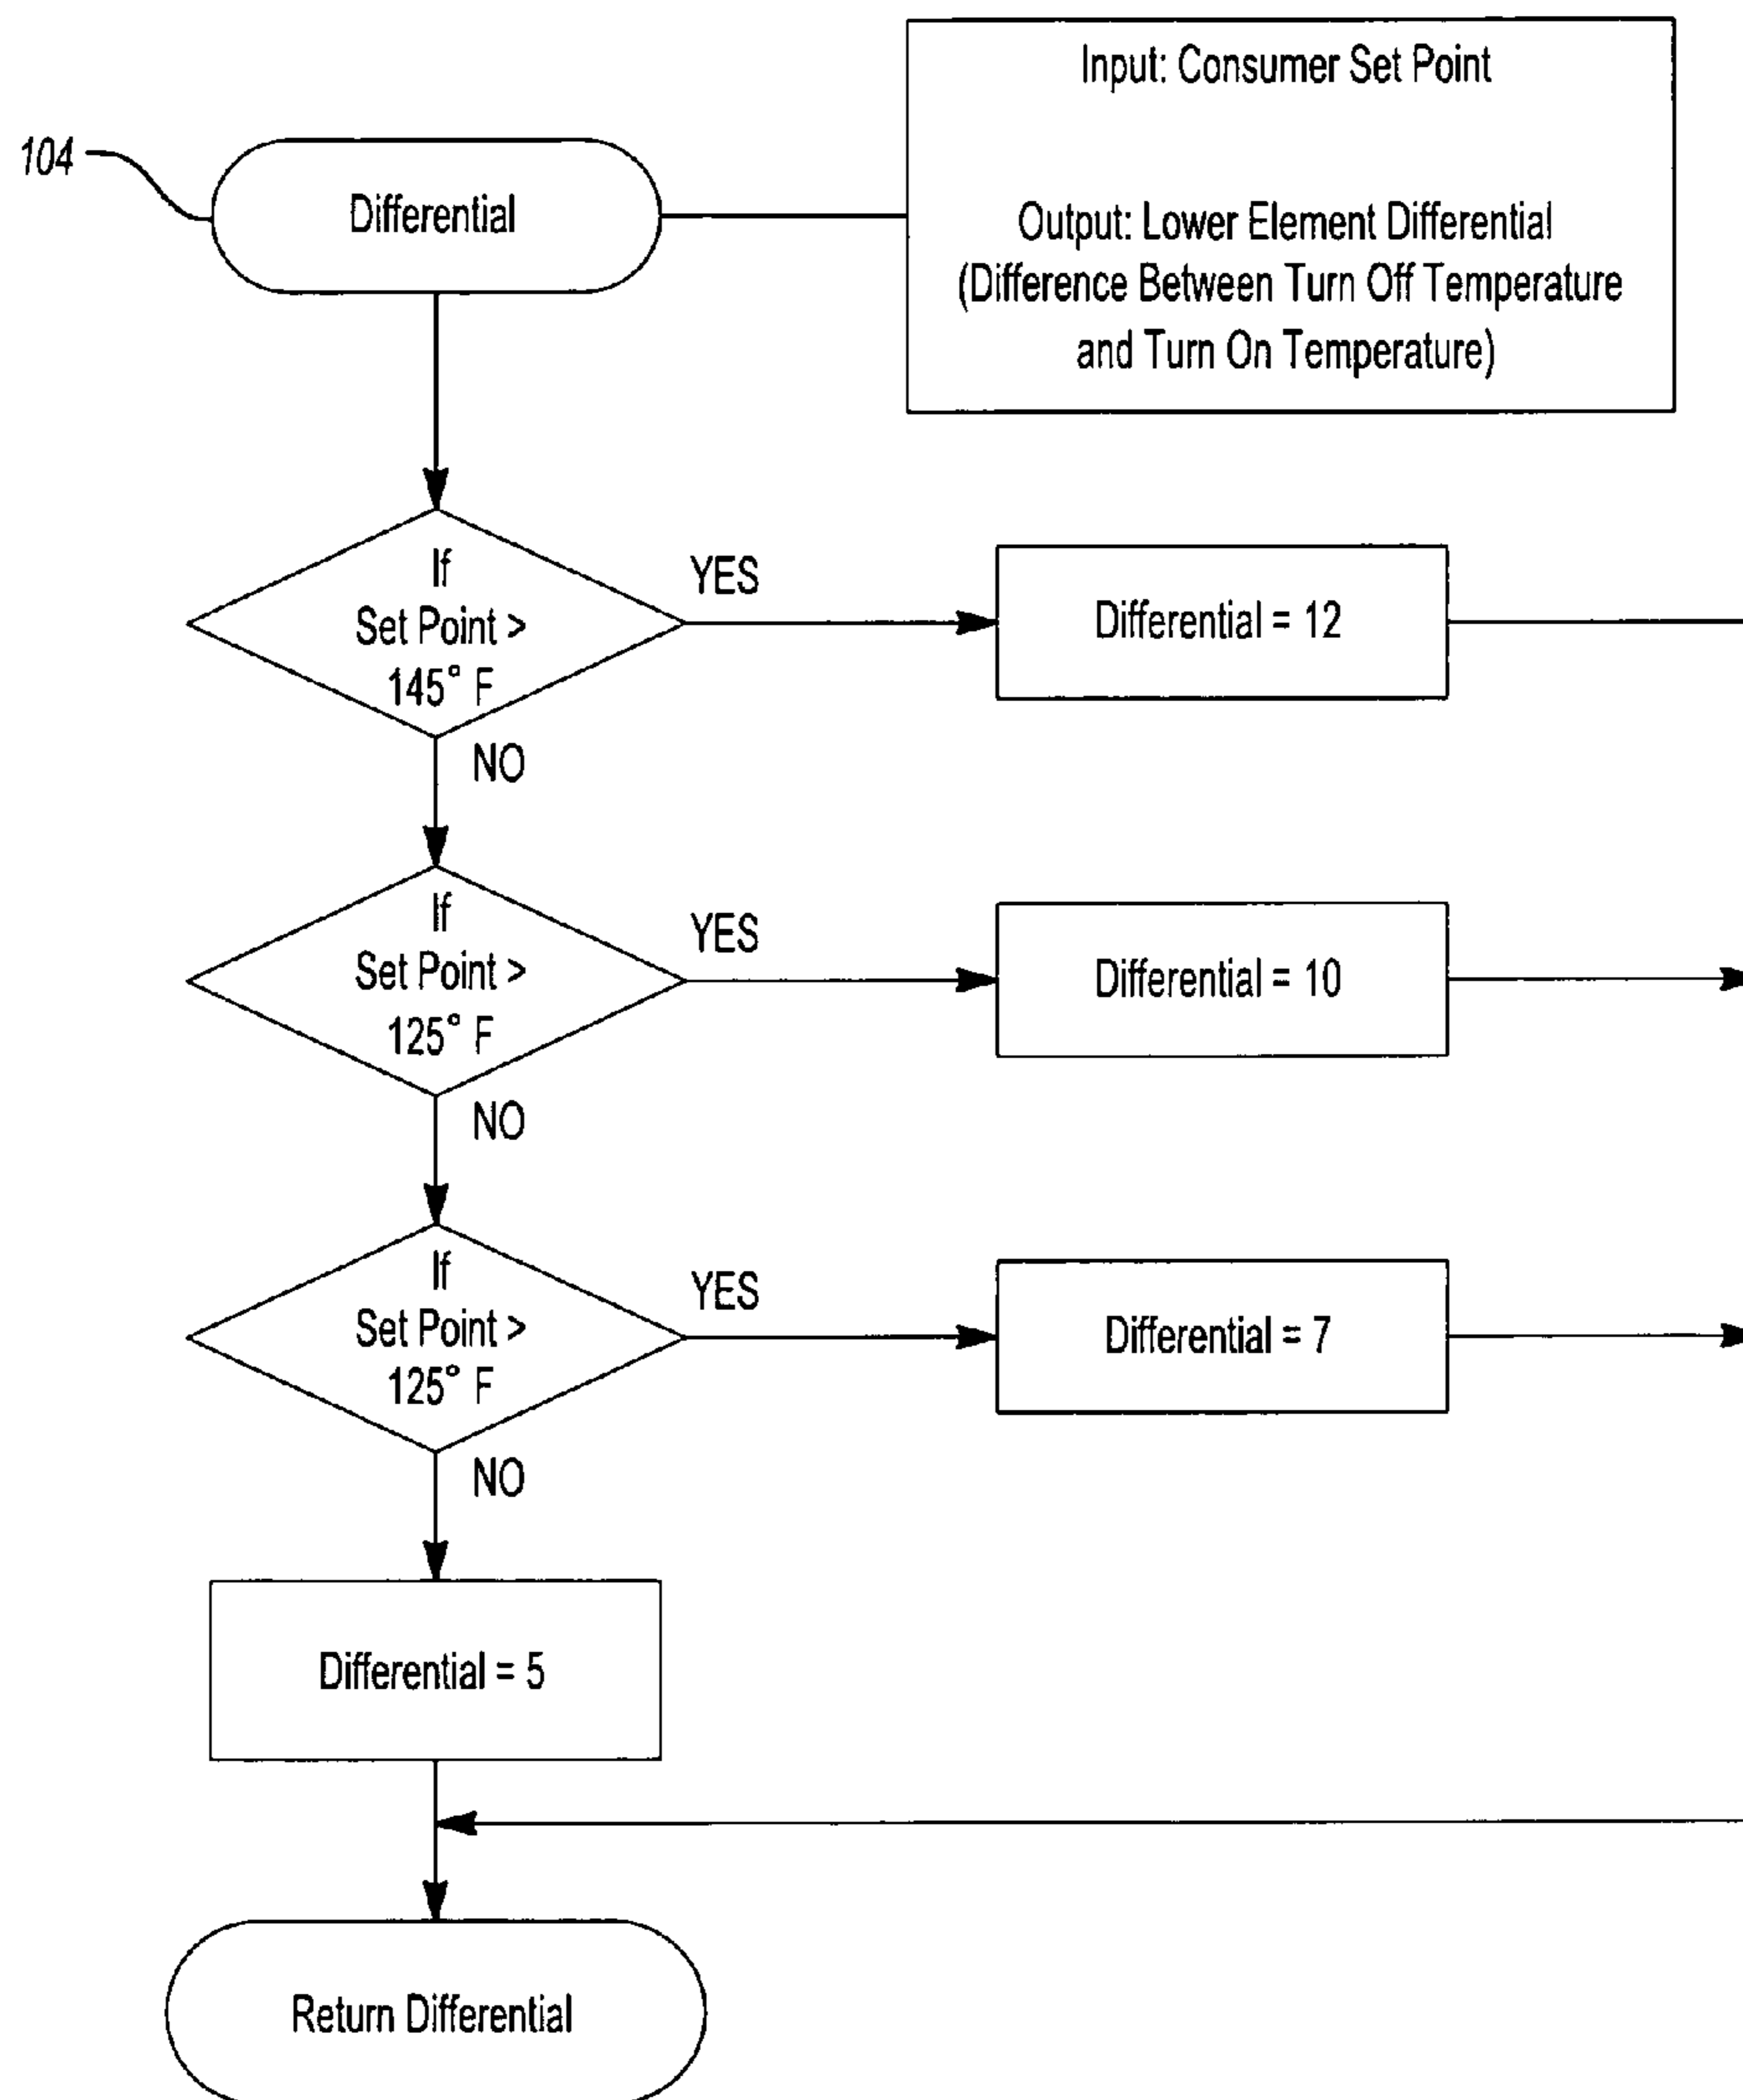 Input: Consumer Set Point
104
Differential
Output: Lower Element Differential
(Difference Between Turn Off Temperature
and Turn On Temperature)
If
Set Point >
145° F
YES
Differential = 12
NO
If
Set Point >
125° F
YES
Differential = 10
NO
If
Set Point >
125° F
YES
Differential = 7
NO
Differential = 5
Return Differential